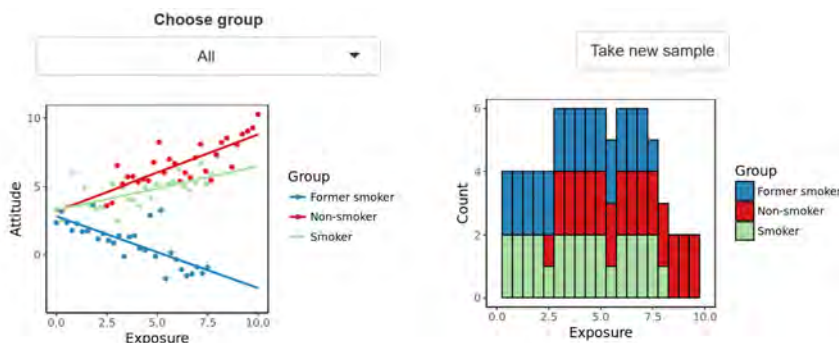 Choose group
All
Take new sample
10
5
0
Attitude
0.0 2.5 5.0 7.5 10.0
Exposure
Group
Former smoker
Non-smoker
Smoker
6
4
2
0
Count
0.0 2.5 5.0 7.5 10.0
Exposure
Group
Former smoker
Non-smoker
Smoker